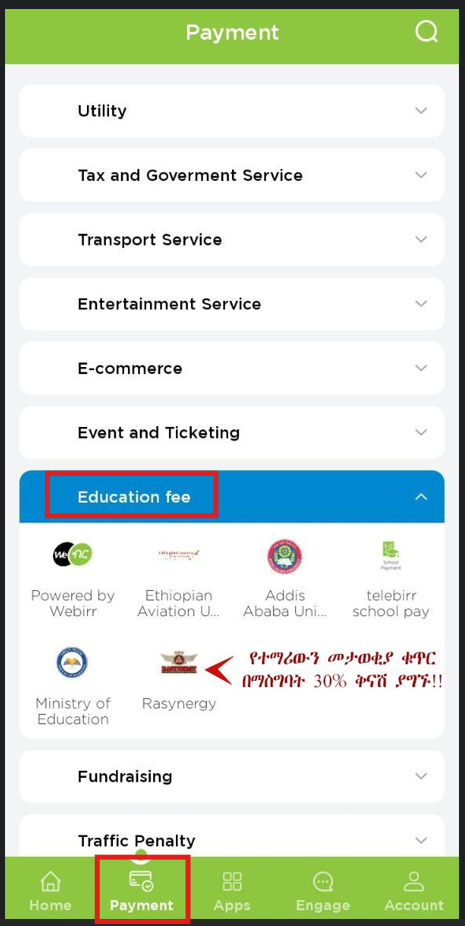 Payment
Utility
Tax and Goverment Service
Transport Service
Entertainment Service
E-commerce
Event and Ticketing
Education fee
We ብር
School
Payment
Powered by
Webirr
Ethiopian
Aviation U...
Addis
Ababa Uni...
telebirr
school pay
RASYNERGY
Ministry of
Education
Rasynergy
የተማሪውን መታወቂያ ቁጥር
በማስገባት 30% ቅናሽ ያግኙ!!
Fundraising
Traffic Penalty
Home
Payment
Apps
Engage
Account